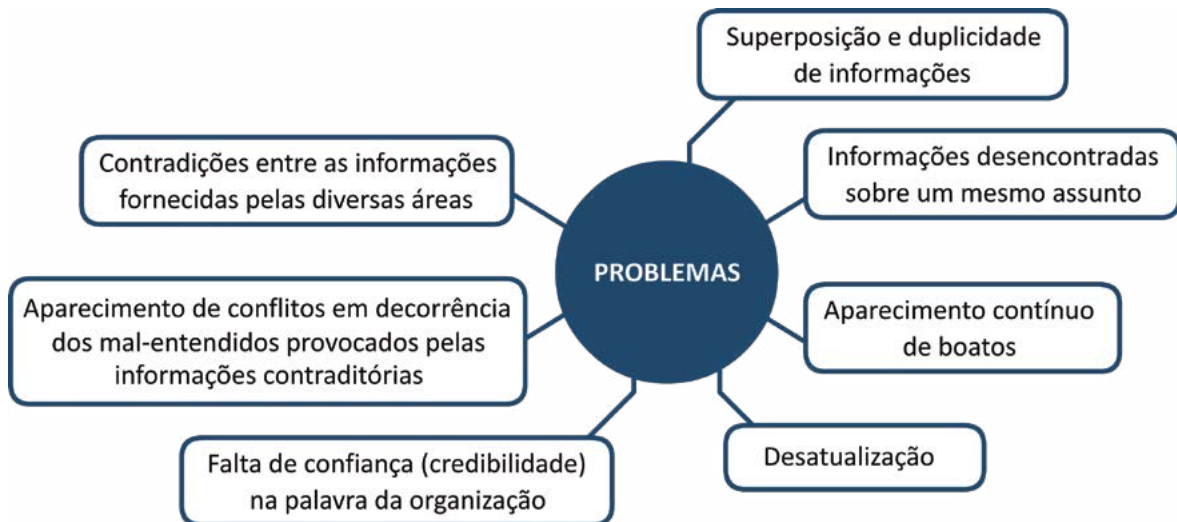 Superposição e duplicidade
de informações
Contradições entre as informações
fornecidas pelas diversas áreas
Informações desencontradas
sobre um mesmo assunto
PROBLEMAS
Aparecimento de conflitos em decorrência
dos mal-entendidos provocados pelas
informações contraditórias
Aparecimento contínuo
de boatos
Falta de confiança (credibilidade)
na palavra da organização
Desatualização